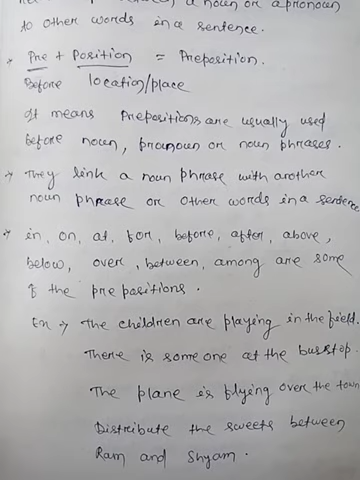 a noun or a pronoun
to other words in a sentence.
* Pre + Position = Preposition.
Before location/place
It means Prepositions are usually used
before noun, pronoun or noun phrases.
→ They link a noun phrase with another
noun phrase or other words in a sentence
→ in, on, at, for, before, after, above,
below, over, between, among are some
of the prepositions.
Ex → The children are playing in the field.
There is some one at the busstop.
The plane is flying over the town
Distribute the sweets between
Ram and Shyam.